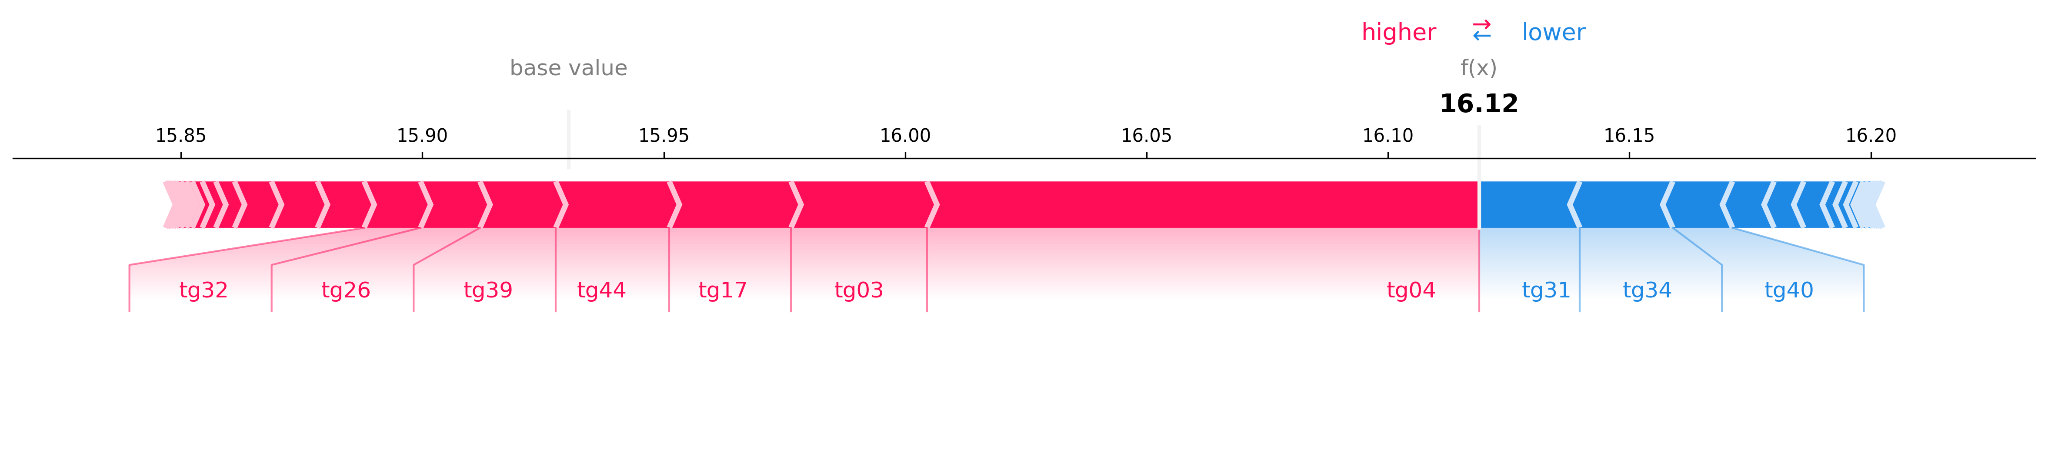 higher ⇄ lower
base value f(x)
16.12
15.85 15.90 15.95 16.00 16.05 16.10 16.15 16.20
tg32 tg26 tg39 tg44 tg17 tg03 tg04 tg31 tg34 tg40